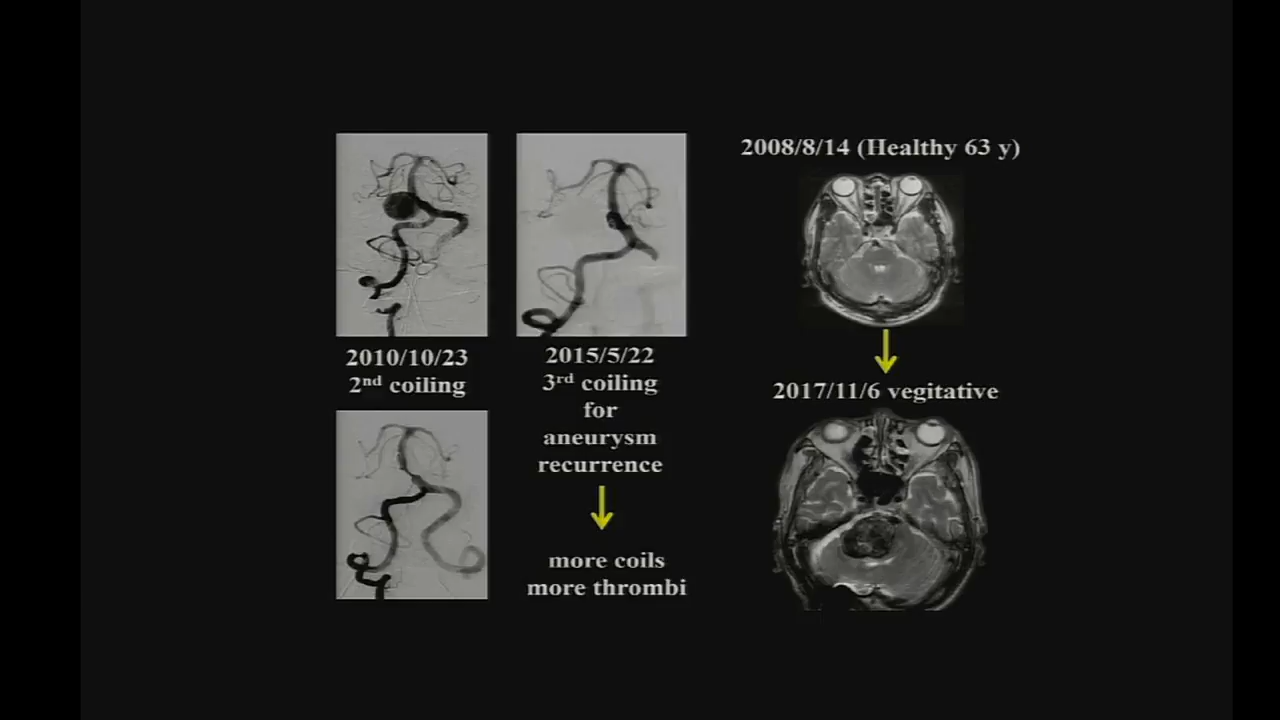 2010/10/23
2nd coiling
2015/5/22
3rd coiling
for
aneurysm
recurrence
more coils
more thrombi
2008/8/14 (Healthy 63 y)
2017/11/6 vegitative